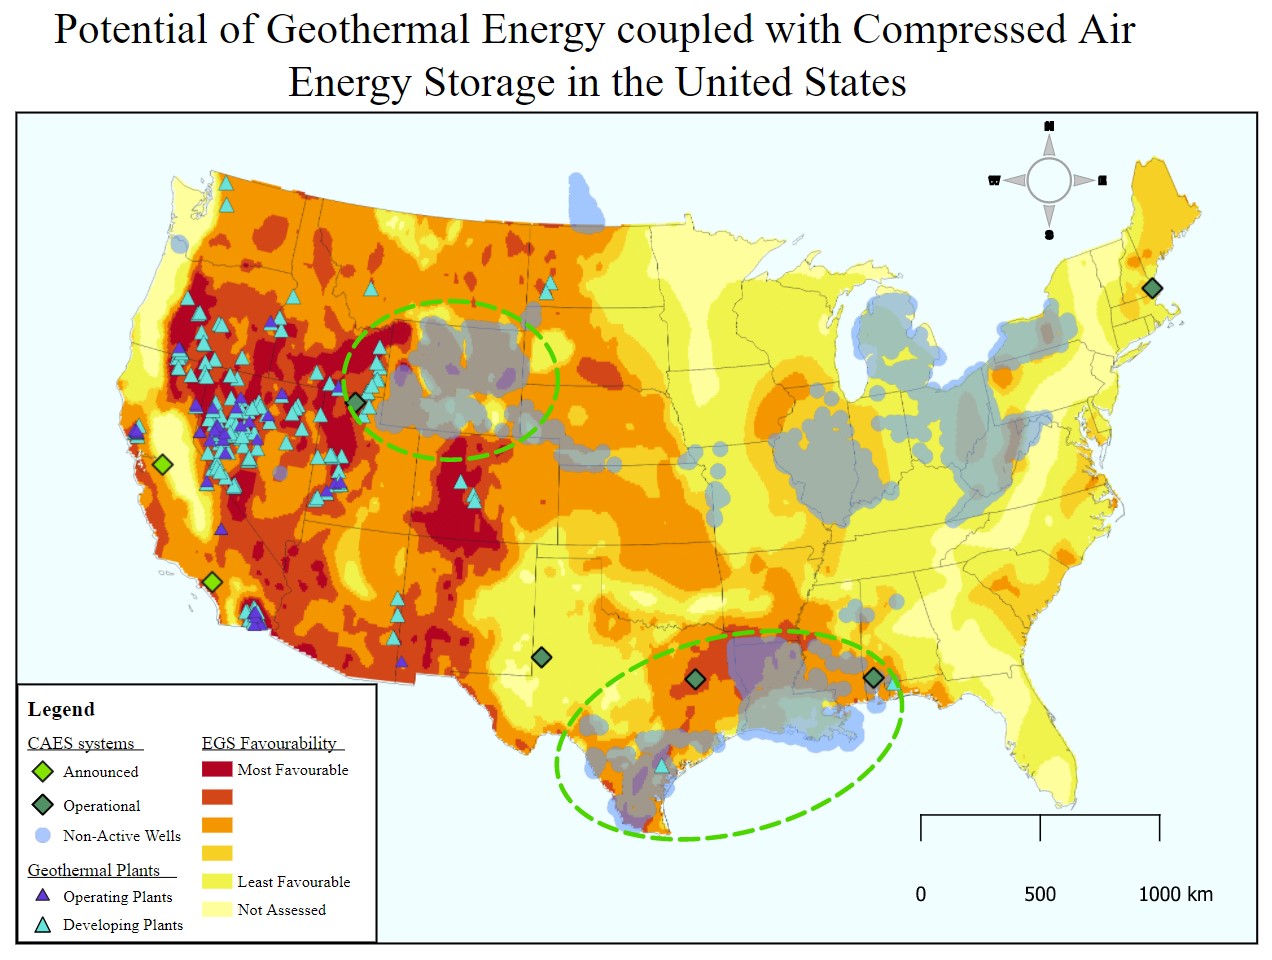 Potential of Geothermal Energy coupled with Compressed Air
Energy Storage in the United States
N
W
E
S
Legend
CAES systems
Announced
Operational
Non-Active Wells
Geothermal Plants
Operating Plants
Developing Plants
EGS Favourability
Most Favourable
Least Favourable
Not Assessed
0 500 1000 km